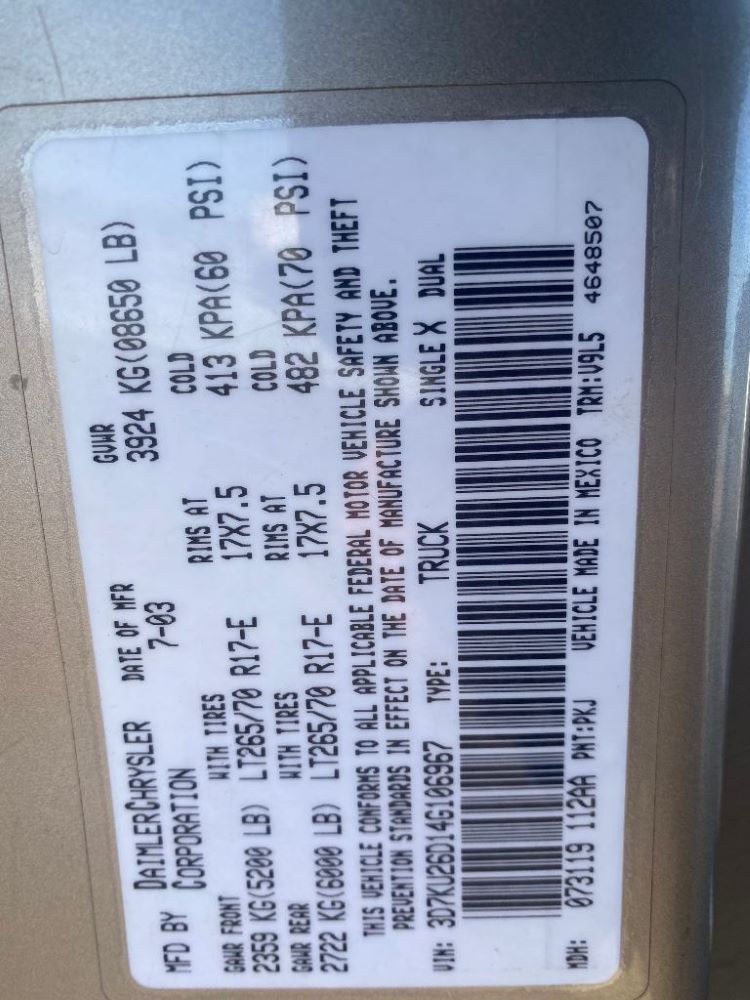 MFD BY DAIMLERCHRYSLER CORPORATION DATE OF MFR 7-03 GVWR 3924 KG(08650 LB)
GAWR FRONT WITH TIRES RIMS AT COLD
2359 KG(5200 LB) LT265/70 R17-E 17X7.5 413 KPA(60 PSI)
GAWR REAR WITH TIRES RIMS AT COLD
2722 KG(6000 LB) LT265/70 R17-E 17X7.5 482 KPA(70 PSI)
THIS VEHICLE CONFORMS TO ALL APPLICABLE FEDERAL MOTOR VEHICLE SAFETY AND THEFT
PREVENTION STANDARDS IN EFFECT ON THE DATE OF MANUFACTURE SHOWN ABOVE.
VIN: 3D7KU26D14G106967 TYPE: TRUCK SINGLE X DUAL
MDH: 073119 112AA PNT:PKJ VEHICLE MADE IN MEXICO TRM:V9L5 4648507